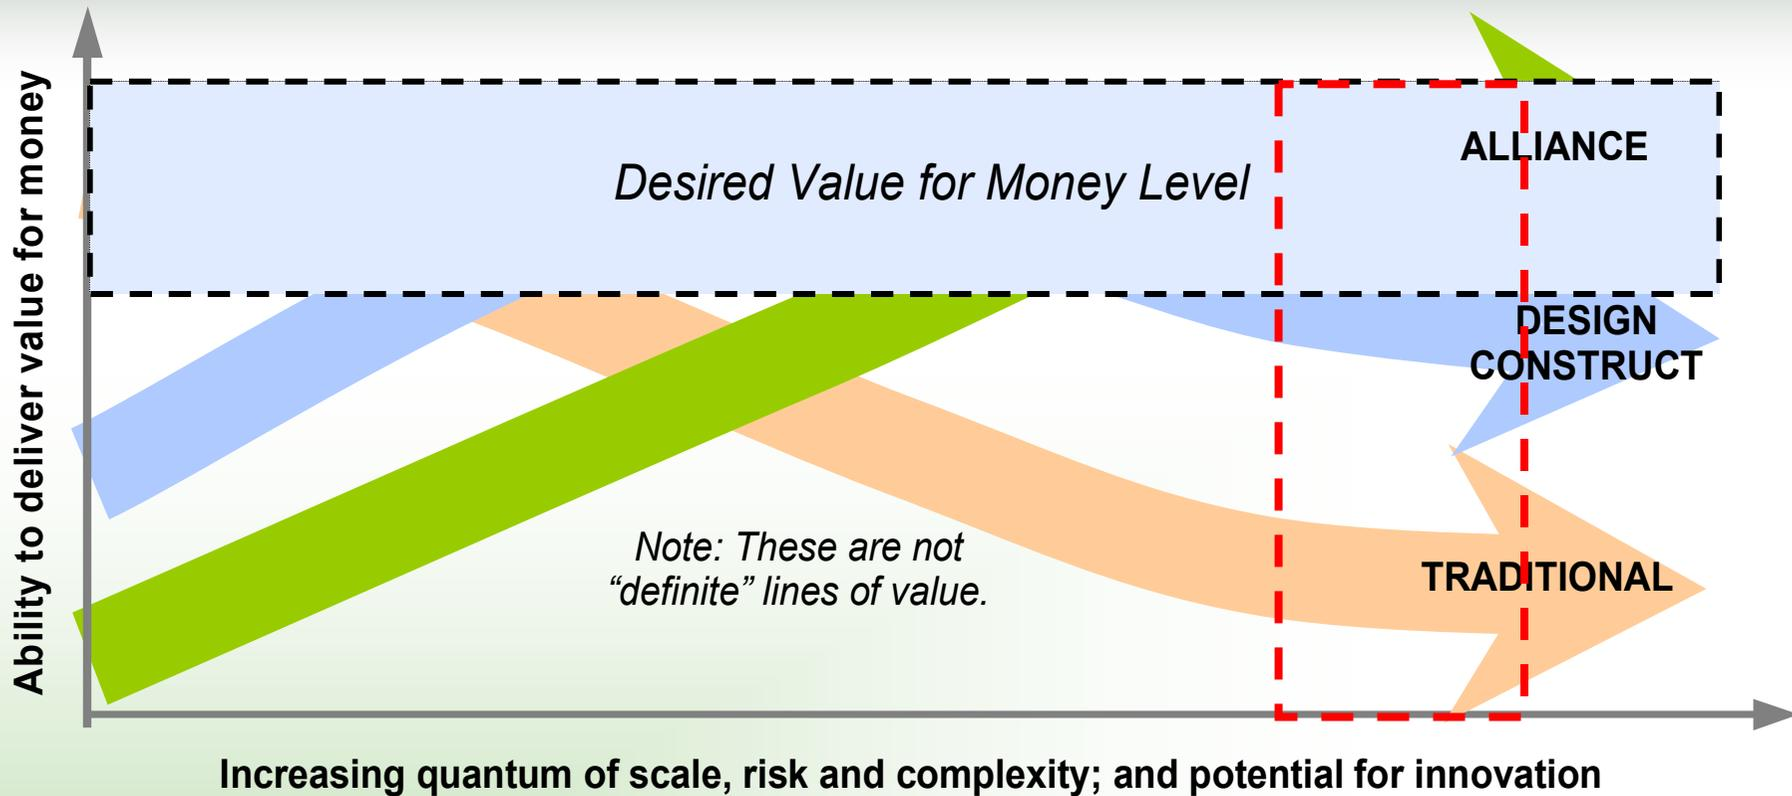 Ability to deliver value for money
ALLIANCE
Desired Value for Money Level
DESIGN
CONSTRUCT
Note: These are not
“definite” lines of value.
TRADITIONAL
Increasing quantum of scale, risk and complexity; and potential for innovation